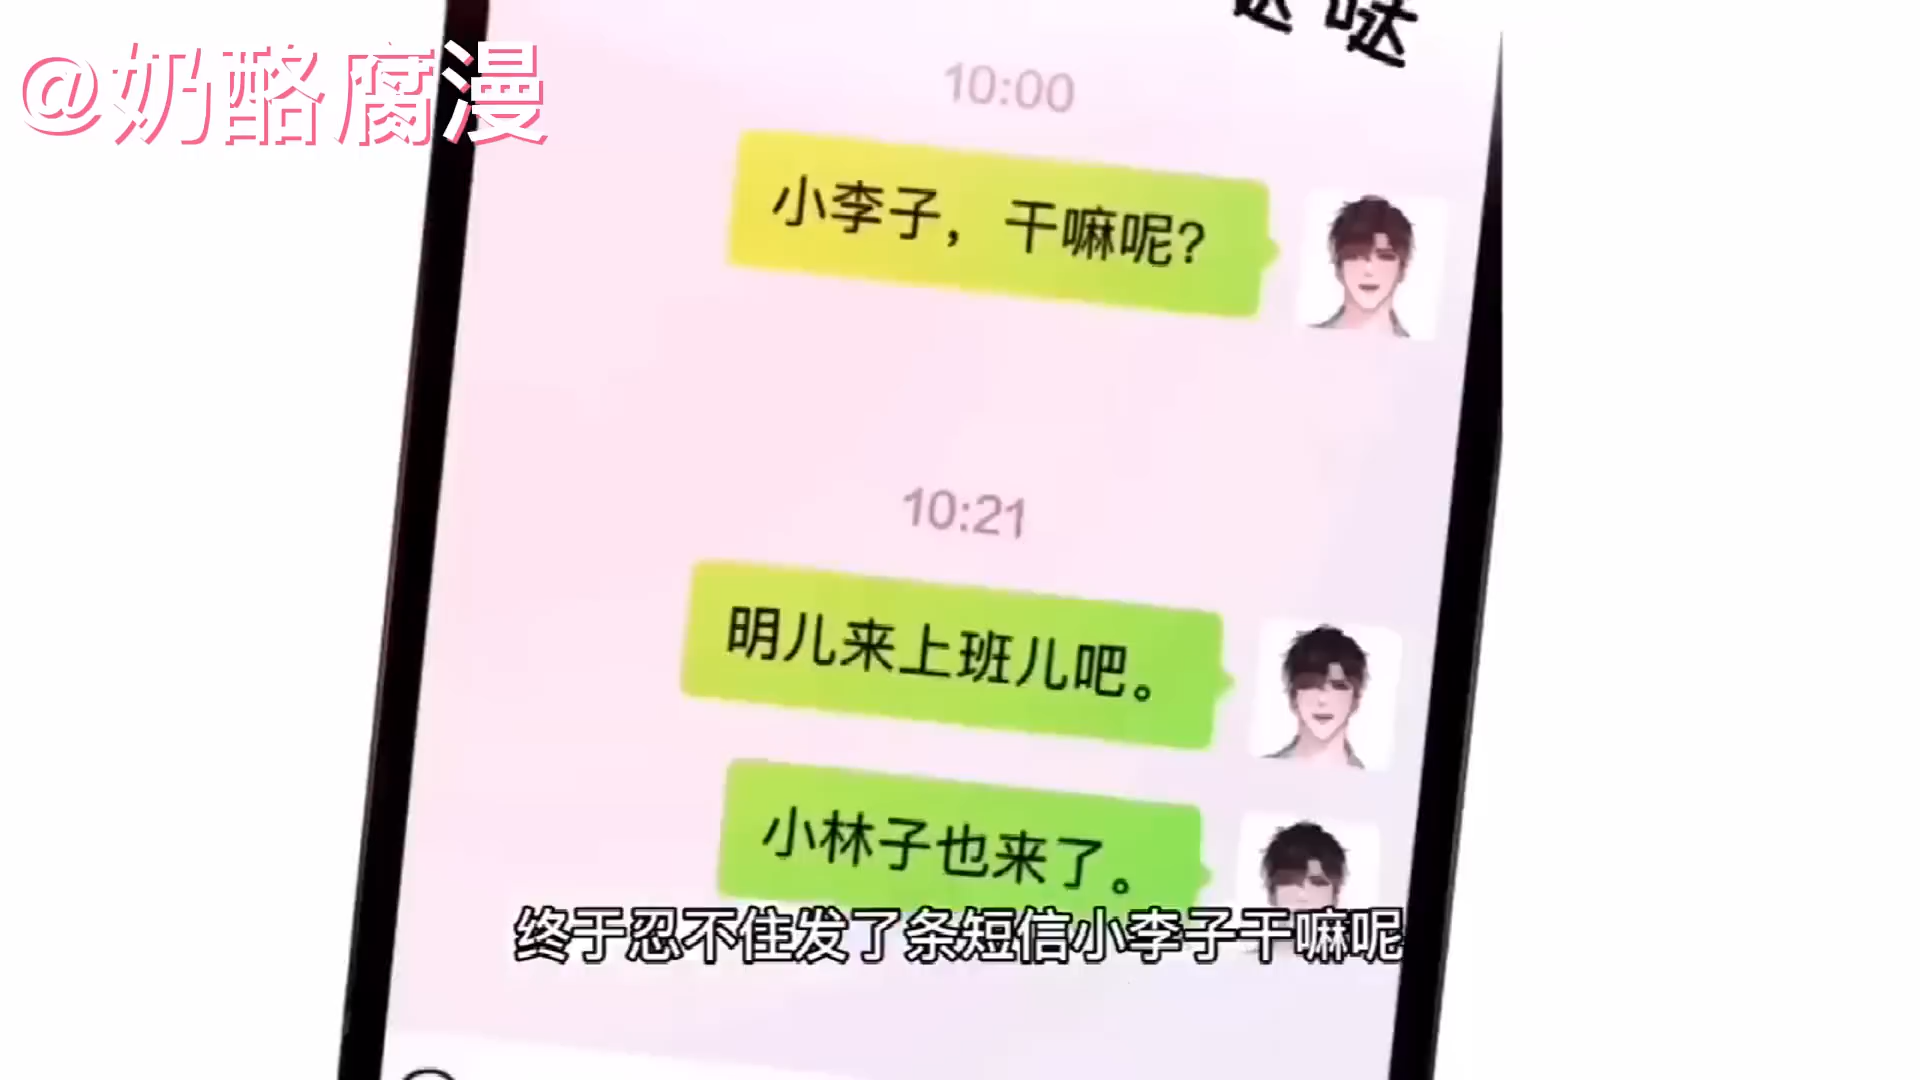 哒 哒
@奶酪腐漫
10:00
小李子，干嘛呢？
10:21
明儿来上班儿吧。
小林子也来了。
终于忍不住发了条短信小李子干嘛呢